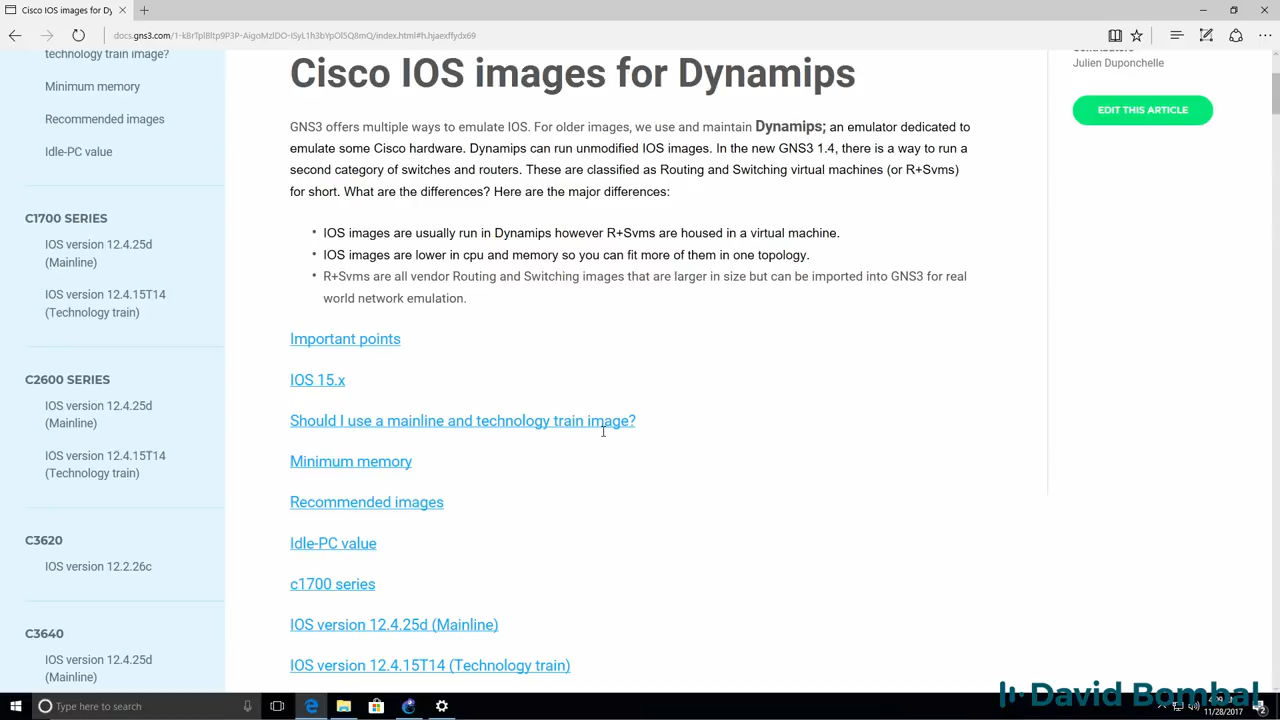 Cisco IOS images for Dy
docs.gns3.com/1-kBrTplBltp9P3P-AigoMzlDO-ISyL1h3bYpOl5Q8mQ/index.html#h.hjaexffydx69
technology train image?
Minimum memory
Recommended images
Idle-PC value
C1700 SERIES
IOS version 12.4.25d
(Mainline)
IOS version 12.4.15T14
(Technology train)
C2600 SERIES
IOS version 12.4.25d
(Mainline)
IOS version 12.4.15T14
(Technology train)
C3620
IOS version 12.2.26c
C3640
IOS version 12.4.25d
(Mainline)
Cisco IOS images for Dynamips
GNS3 offers multiple ways to emulate IOS. For older images, we use and maintain Dynamips; an emulator dedicated to
emulate some Cisco hardware. Dynamips can run unmodified IOS images. In the new GNS3 1.4, there is a way to run a
second category of switches and routers. These are classified as Routing and Switching virtual machines (or R+Svms)
for short. What are the differences? Here are the major differences:
• IOS images are usually run in Dynamips however R+Svms are housed in a virtual machine.
• IOS images are lower in cpu and memory so you can fit more of them in one topology.
• R+Svms are all vendor Routing and Switching images that are larger in size but can be imported into GNS3 for real
world network emulation.
Important points
IOS 15.x
Should I use a mainline and technology train image?
Minimum memory
Recommended images
Idle-PC value
c1700 series
IOS version 12.4.25d (Mainline)
IOS version 12.4.15T14 (Technology train)
Contributors
Julien Duponchelle
EDIT THIS ARTICLE
David Bombal
Type here to search
11/28/2017
2